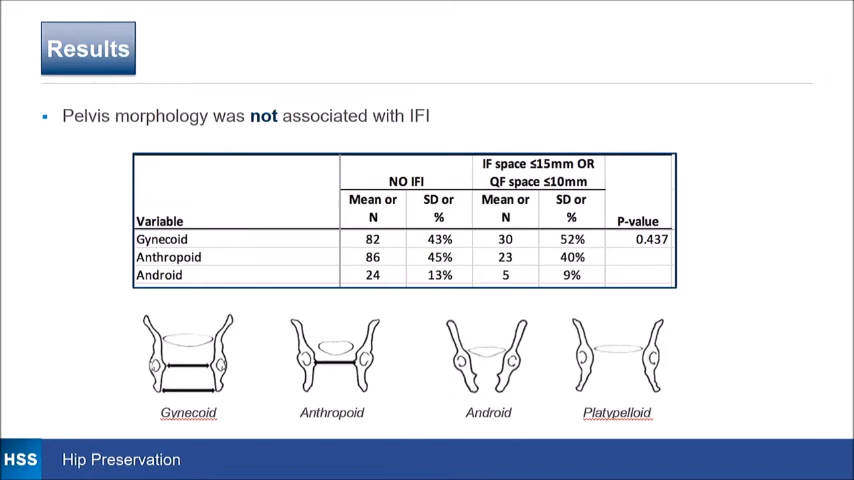 Results
Pelvis morphology was not associated with IFI
IF space ≤15mm OR
NO IFI QF space ≤10mm
Mean or SD or Mean or SD or
Variable N % N % P-value
Gynecoid 82 43% 30 52% 0.437
Anthropoid 86 45% 23 40%
Android 24 13% 5 9%
Gynecoid Anthropoid Android Platypelloid
HSS Hip Preservation